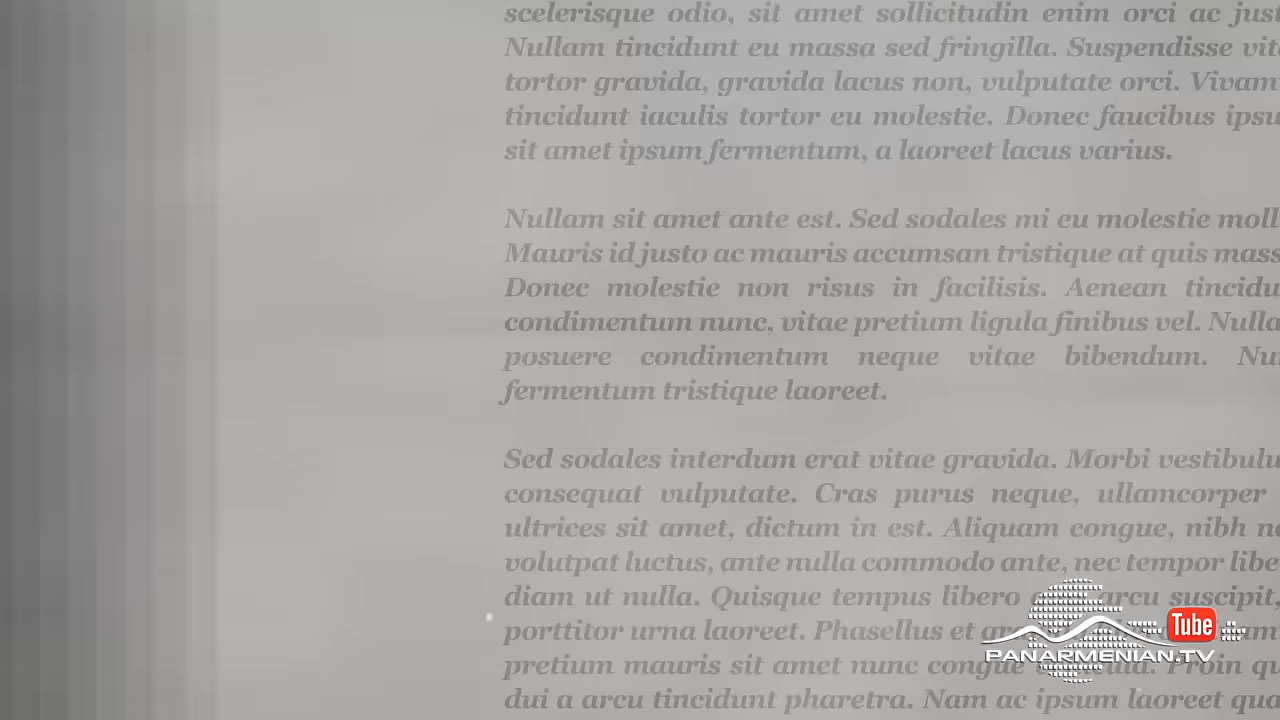 scelerisque odio, sit amet sollicitudin enim orci ac just
Nullam tincidunt eu massa sed fringilla. Suspendisse vita
tortor gravida, gravida lacus non, vulputate orci. Vivam
tincidunt iaculis tortor eu molestie. Donec faucibus ipsu
sit amet ipsum fermentum, a laoreet lacus varius.
Nullam sit amet ante est. Sed sodales mi eu molestie moll
Mauris id justo ac mauris accumsan tristique at quis mass
Donec molestie non risus in facilisis. Aenean tincidu
condimentum nunc, vitae pretium ligula finibus vel. Nulla
posuere condimentum neque vitae bibendum. Nu
fermentum tristique laoreet.
Sed sodales interdum erat vitae gravida. Morbi vestibulu
consequat vulputate. Cras purus neque, ullamcorper
ultrices sit amet, dictum in est. Aliquam congue, nibh n
volutpat luctus, ante nulla commodo ante, nec tempor libe
diam ut nulla. Quisque tempus libero arcu suscipit,
porttitor urna laoreet. Phasellus et
pretium mauris sit amet nunc congue Proin qu
dui a arcu tincidunt pharetra. Nam ac ipsum laoreet qua
Tube
PANARMENIAN.TV